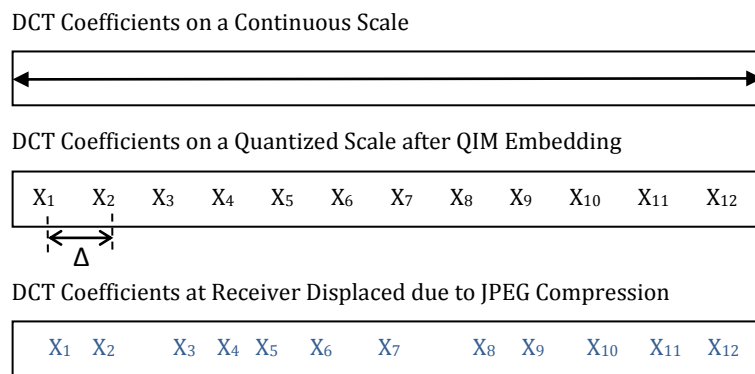 DCT Coefficients on a Continuous Scale
DCT Coefficients on a Quantized Scale after QIM Embedding
X₁ X₂ X₃ X₄ X₅ X₆ X₇ X₈ X₉ X₁₀ X₁₁ X₁₂
Δ
DCT Coefficients at Receiver Displaced due to JPEG Compression
X₁ X₂ X₃ X₄ X₅ X₆ X₇ X₈ X₉ X₁₀ X₁₁ X₁₂